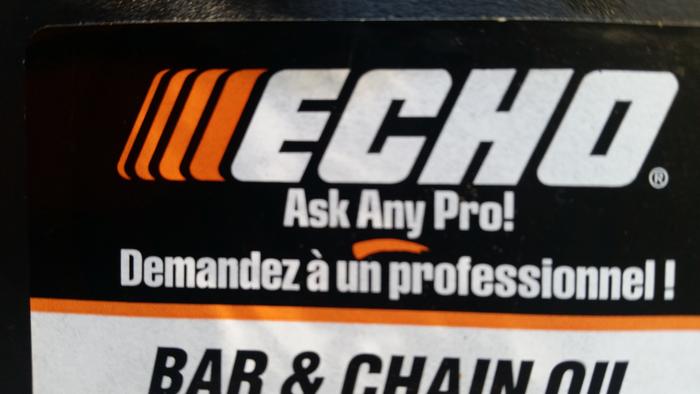 ECHO®
Ask Any Pro!
Demandez à un professionnel !
BAR & CHAIN OIL